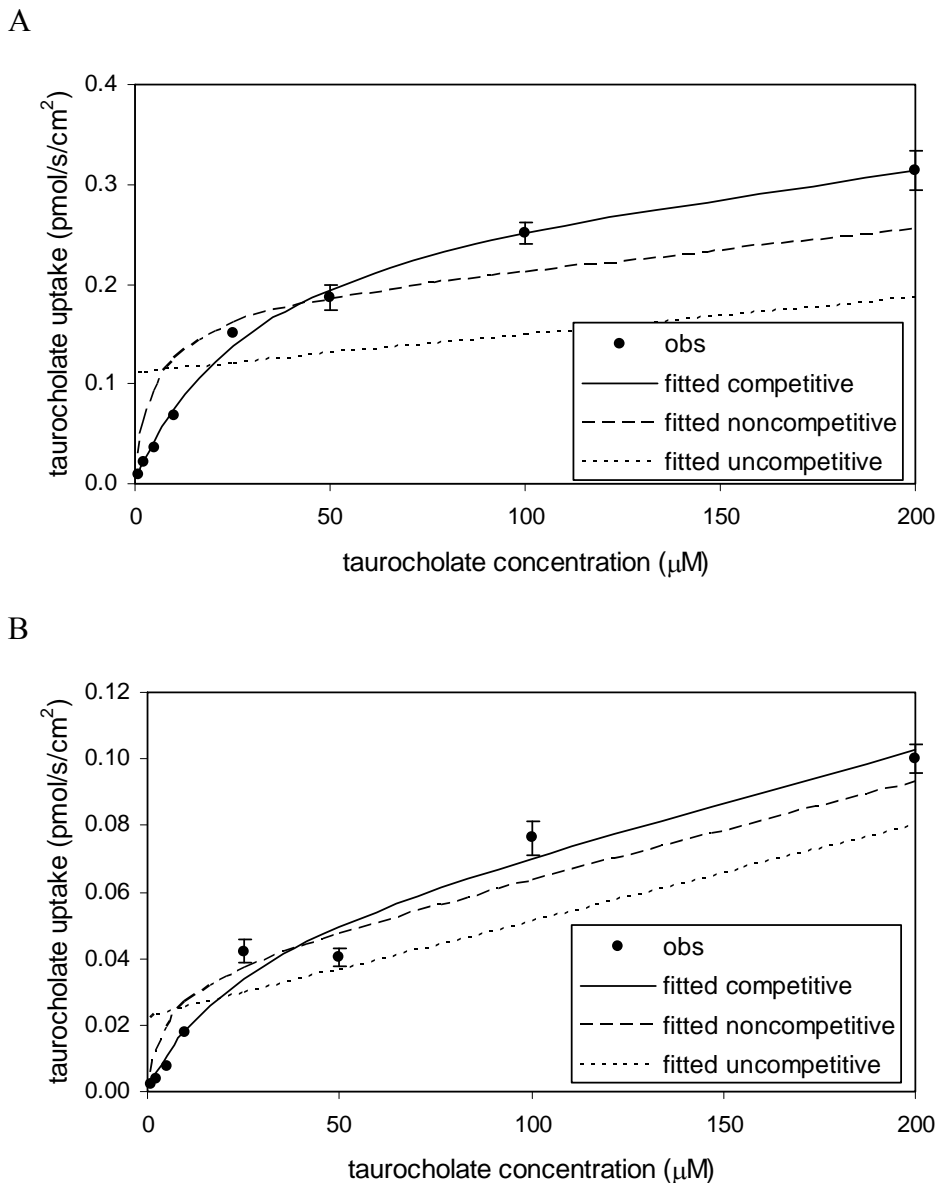 A
taurocholate uptake (pmol/s/cm²)
0.4
0.3
0.2
0.1
0.0
obs
fitted competitive
fitted noncompetitive
fitted uncompetitive
0 50 100 150 200
taurocholate concentration (μM)
B
taurocholate uptake (pmol/s/cm²)
0.12
0.10
0.08
0.06
0.04
0.02
0.00
obs
fitted competitive
fitted noncompetitive
fitted uncompetitive
0 50 100 150 200
taurocholate concentration (μM)